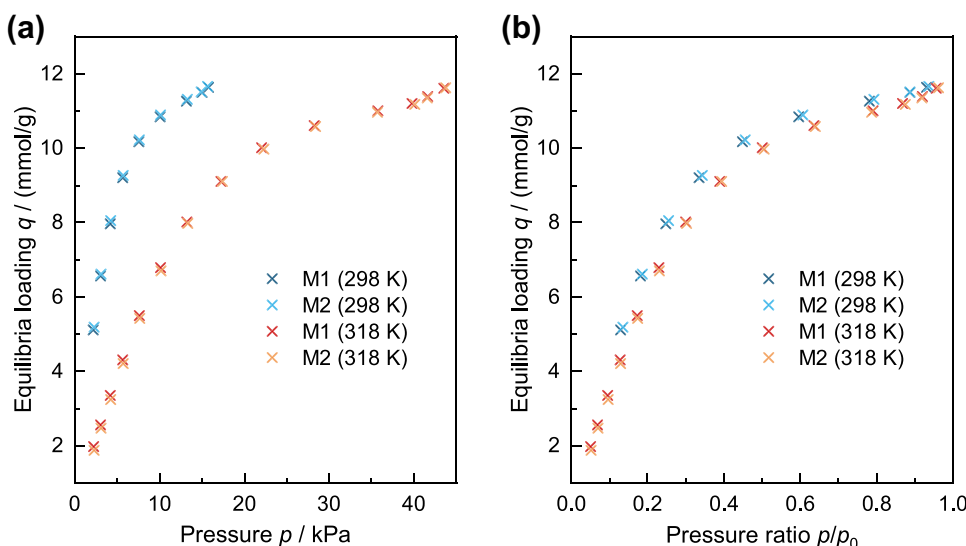 (a)
Equilibria loading q / (mmol/g)
12
10
8
6
4
2
0
10
20
30
40
Pressure p / kPa
M1 (298 K)
M2 (298 K)
M1 (318 K)
M2 (318 K)
(b)
Equilibria loading q / (mmol/g)
12
10
8
6
4
2
0.0
0.2
0.4
0.6
0.8
1.0
Pressure ratio p/p₀
M1 (298 K)
M2 (298 K)
M1 (318 K)
M2 (318 K)